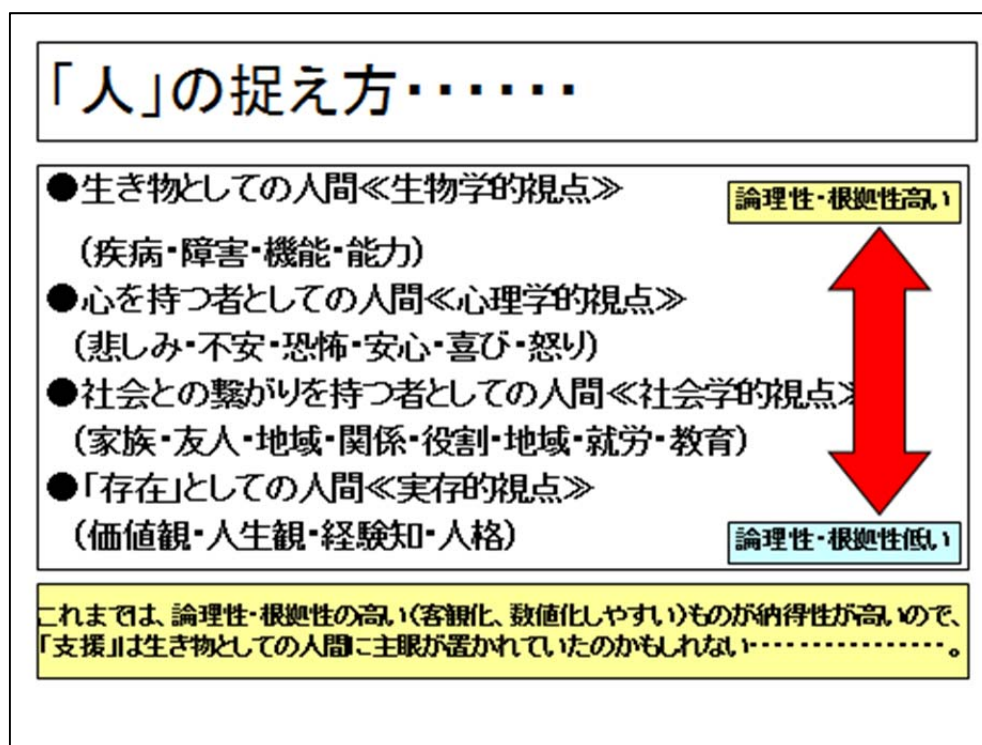 「人」の捉え方・・・・・・
●生き物としての人間≪生物学的視点≫
論理性・根拠性高い
（疾病・障害・機能・能力）
●心を持つ者としての人間≪心理学的視点≫
（悲しみ・不安・恐怖・安心・喜び・怒り）
●社会との繋がりを持つ者としての人間≪社会学的視点≫
（家族・友人・地域・関係・役割・地域・就労・教育）
●「存在」としての人間≪実存的視点≫
（価値観・人生観・経験知・人格）
論理性・根拠性低い
これまでは、論理性・根拠性の高い（客観化、数値化しやすい）ものが納得性が高いので、
「支援」は生き物としての人間に主眼が置かれていたのかもしれない・・・・・・・・・・・・・・・・。